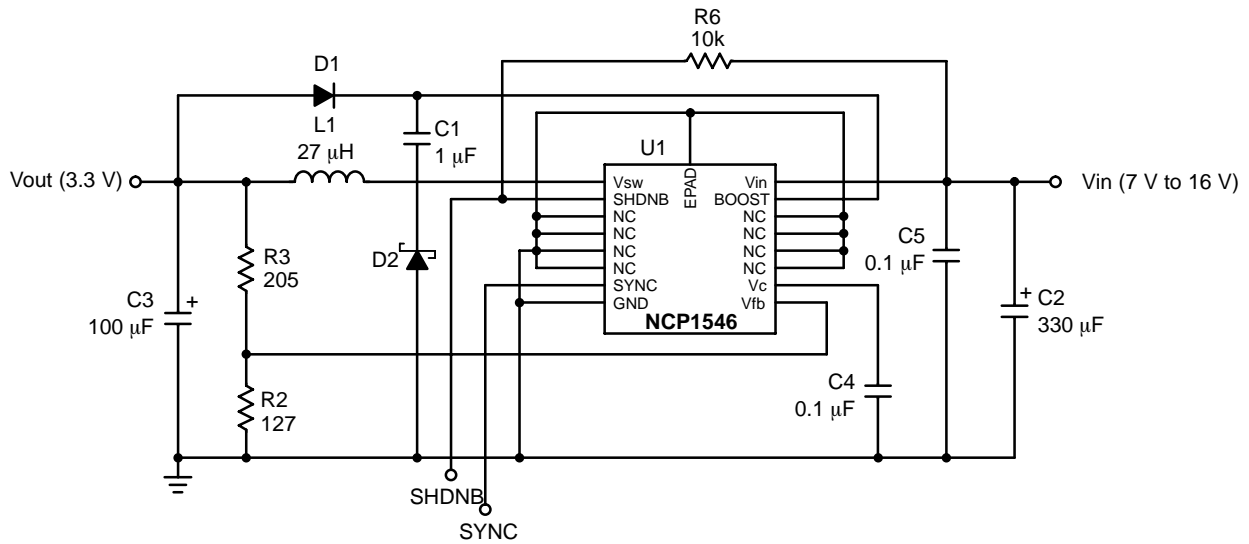 R6
10k
D1
L1
27 μH
C1
1 μF
U1
Vout (3.3 V)
Vin (7 V to 16 V)
Vsw
SHDNB
NC
NC
NC
NC
SYNC
GND
EPAD
Vin
BOOST
NC
NC
NC
NC
Vc
Vfb
NCP1546
R3
205
D2
C5
0.1 μF
C3
+
100 μF
+
C2
330 μF
R2
127
C4
0.1 μF
SHDNB
SYNC